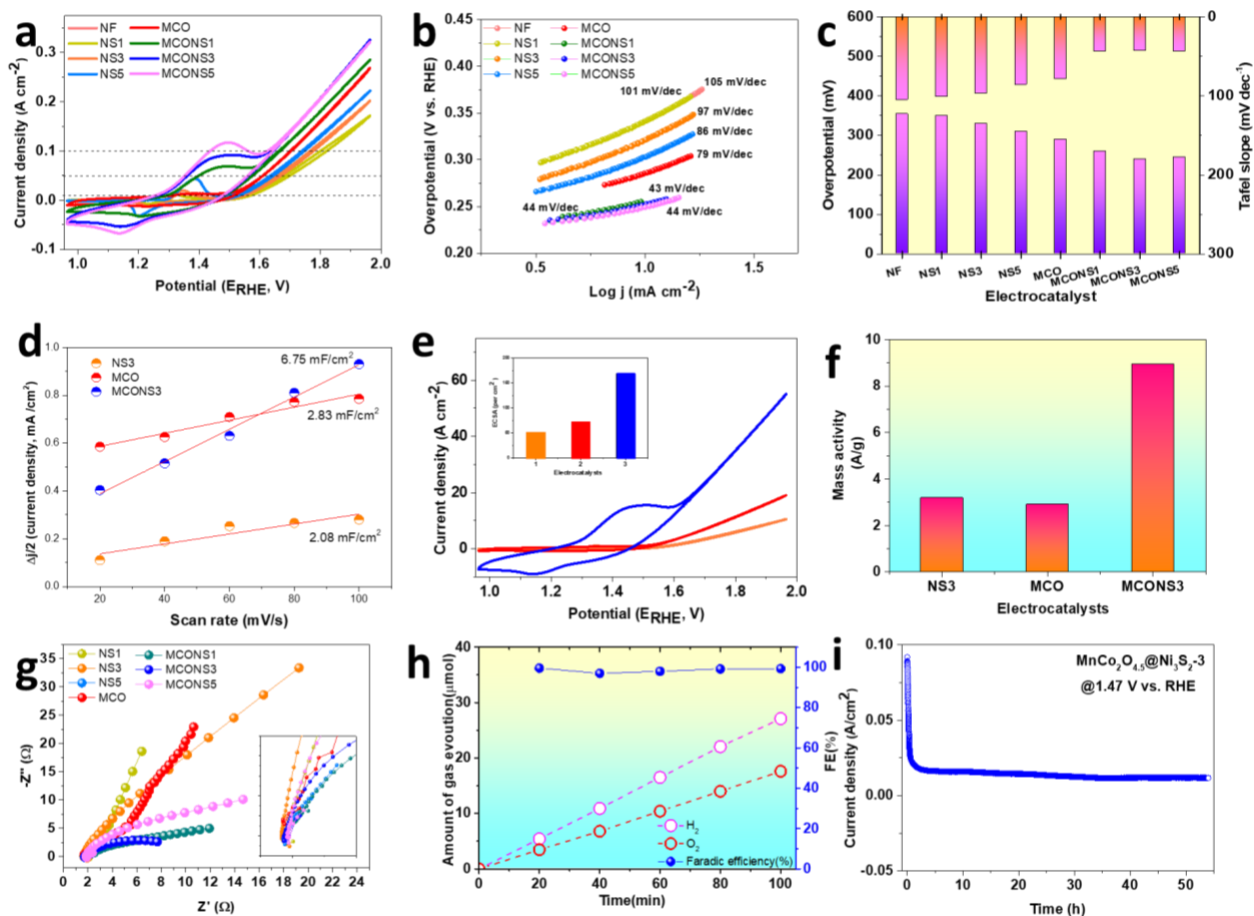 a
NF
MCO
NS1
MCONS1
NS3
MCONS3
NS5
MCONS5
0.3
0.2
0.1
0.0
-0.1
Current density (A cm⁻²)
1.0
1.2
1.4
1.6
1.8
2.0
Potential (E_RHE, V)
b
NF
MCO
NS1
MCONS1
NS3
MCONS3
NS5
MCONS5
0.45
0.40
0.35
0.30
0.25
0.20
Overpotential (V vs. RHE)
105 mV/dec
101 mV/dec
97 mV/dec
86 mV/dec
79 mV/dec
43 mV/dec
44 mV/dec
44 mV/dec
0.5
1.0
1.5
Log j (mA cm⁻²)
c
600
500
400
300
200
100
0
Overpotential (mV)
0
100
200
300
Tafel slope (mV dec⁻¹)
NF
NS1
NS3
NS5
MCO
MCONS1
MCONS3
MCONS5
Electrocatalyst
d
NS3
MCO
MCONS3
1.0
0.8
0.6
0.4
0.2
0.0
Δj/2 (current density, mA /cm²)
6.75 mF/cm²
2.83 mF/cm²
2.08 mF/cm²
20
40
60
80
100
Scan rate (mV/s)
e
60
40
20
0
Current density (A cm⁻²)
ECSA (per cm²)
1
2
3
Electrocatalysts
1.0
1.2
1.4
1.6
1.8
2.0
Potential (E_RHE, V)
f
10
8
6
4
2
0
Mass activity
(A/g)
NS3
MCO
MCONS3
Electrocatalysts
g
NS1
MCONS1
NS3
MCONS3
NS5
MCONS5
MCO
35
30
25
20
15
10
5
0
-Z" (Ω)
0
2
4
6
8
10
12
14
16
18
20
22
24
Z' (Ω)
h
40
35
30
25
20
15
10
5
0
Amount of gas evoution(μmol)
100
80
60
40
20
0
FE(%)
H₂
O₂
Faradic efficiency(%)
0
20
40
60
80
100
Time(min)
i
MnCo₂O₄.₅@Ni₃S₂-3
@1.47 V vs. RHE
0.10
0.05
0.00
-0.05
Current density (A/cm²)
0
10
20
30
40
50
Time (h)